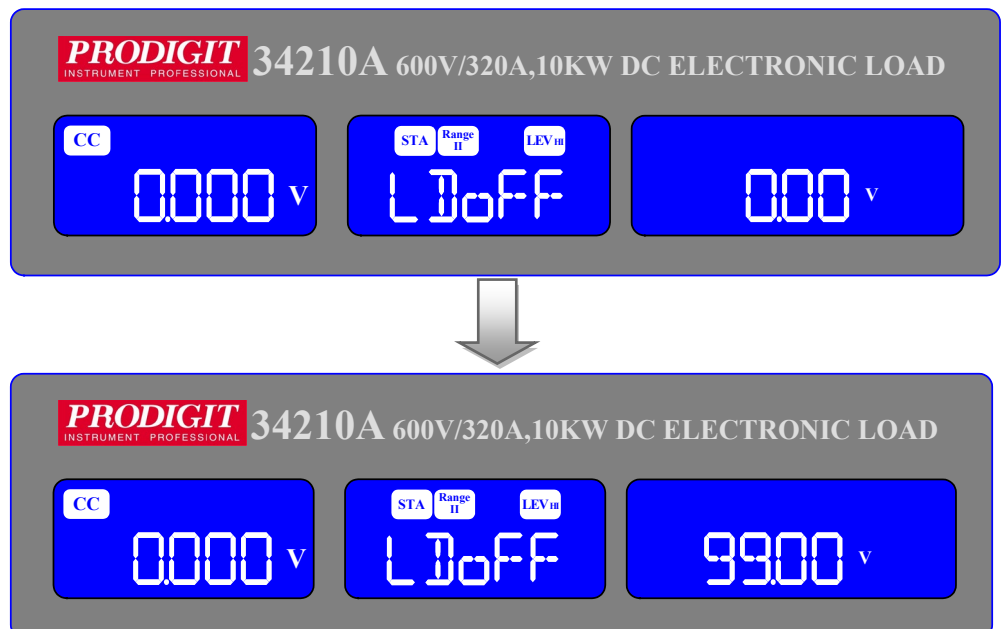 PRODIGIT
INSTRUMENT PROFESSIONAL
34210A 600V/320A,10KW DC ELECTRONIC LOAD
CC
0.000 V
STA Range II LEV HI
LDoFF
0.00 V
PRODIGIT
INSTRUMENT PROFESSIONAL
34210A 600V/320A,10KW DC ELECTRONIC LOAD
CC
0.000 V
STA Range II LEV HI
LDoFF
99.00 V